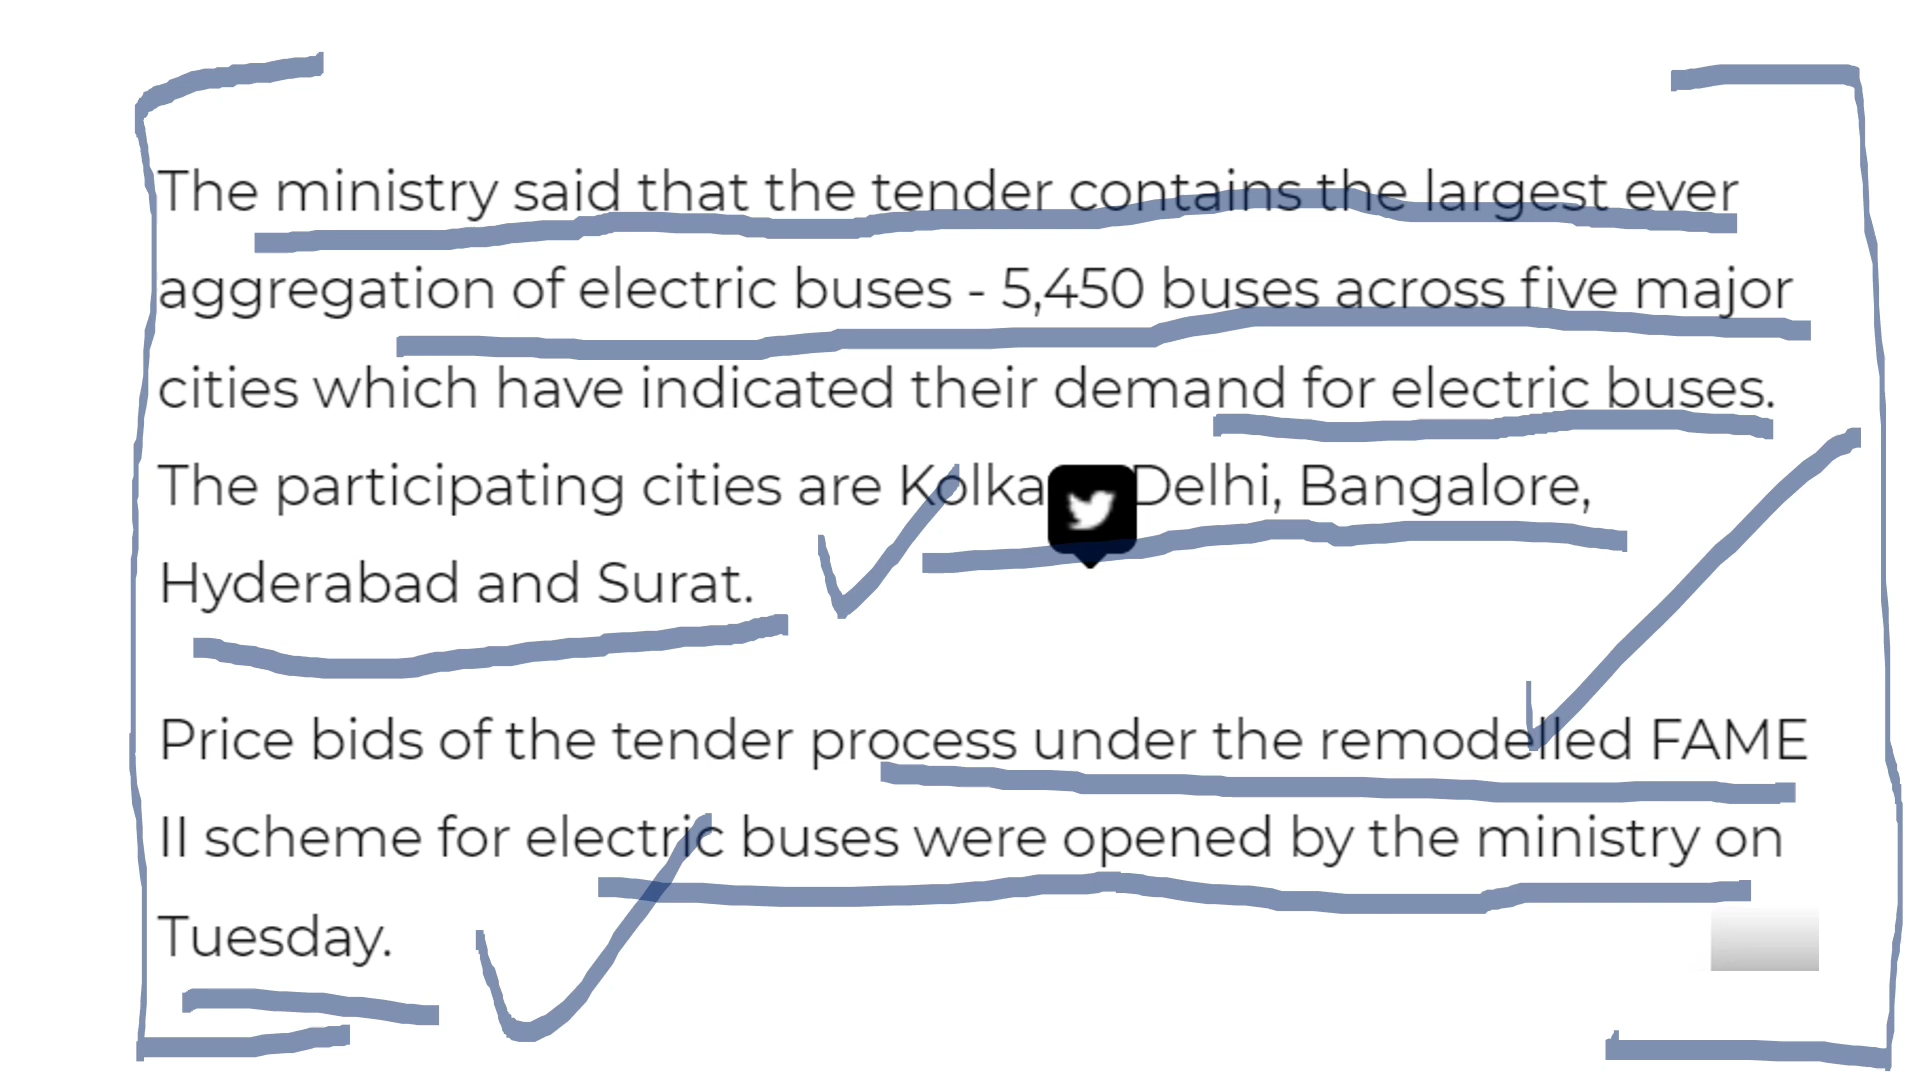 The ministry said that the tender contains the largest ever
aggregation of electric buses - 5,450 buses across five major
cities which have indicated their demand for electric buses.
The participating cities are Kolka Delhi, Bangalore,
Hyderabad and Surat.
Price bids of the tender process under the remodelled FAME
II scheme for electric buses were opened by the ministry on
Tuesday.